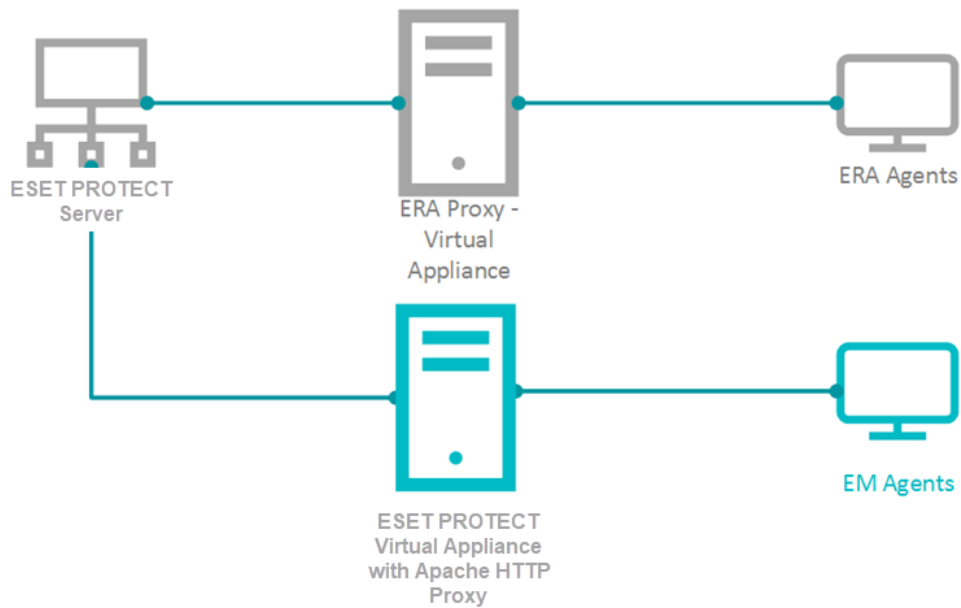 ESET PROTECT
Server
ERA Proxy -
Virtual
Appliance
ERA Agents
ESET PROTECT
Virtual Appliance
with Apache HTTP
Proxy
EM Agents